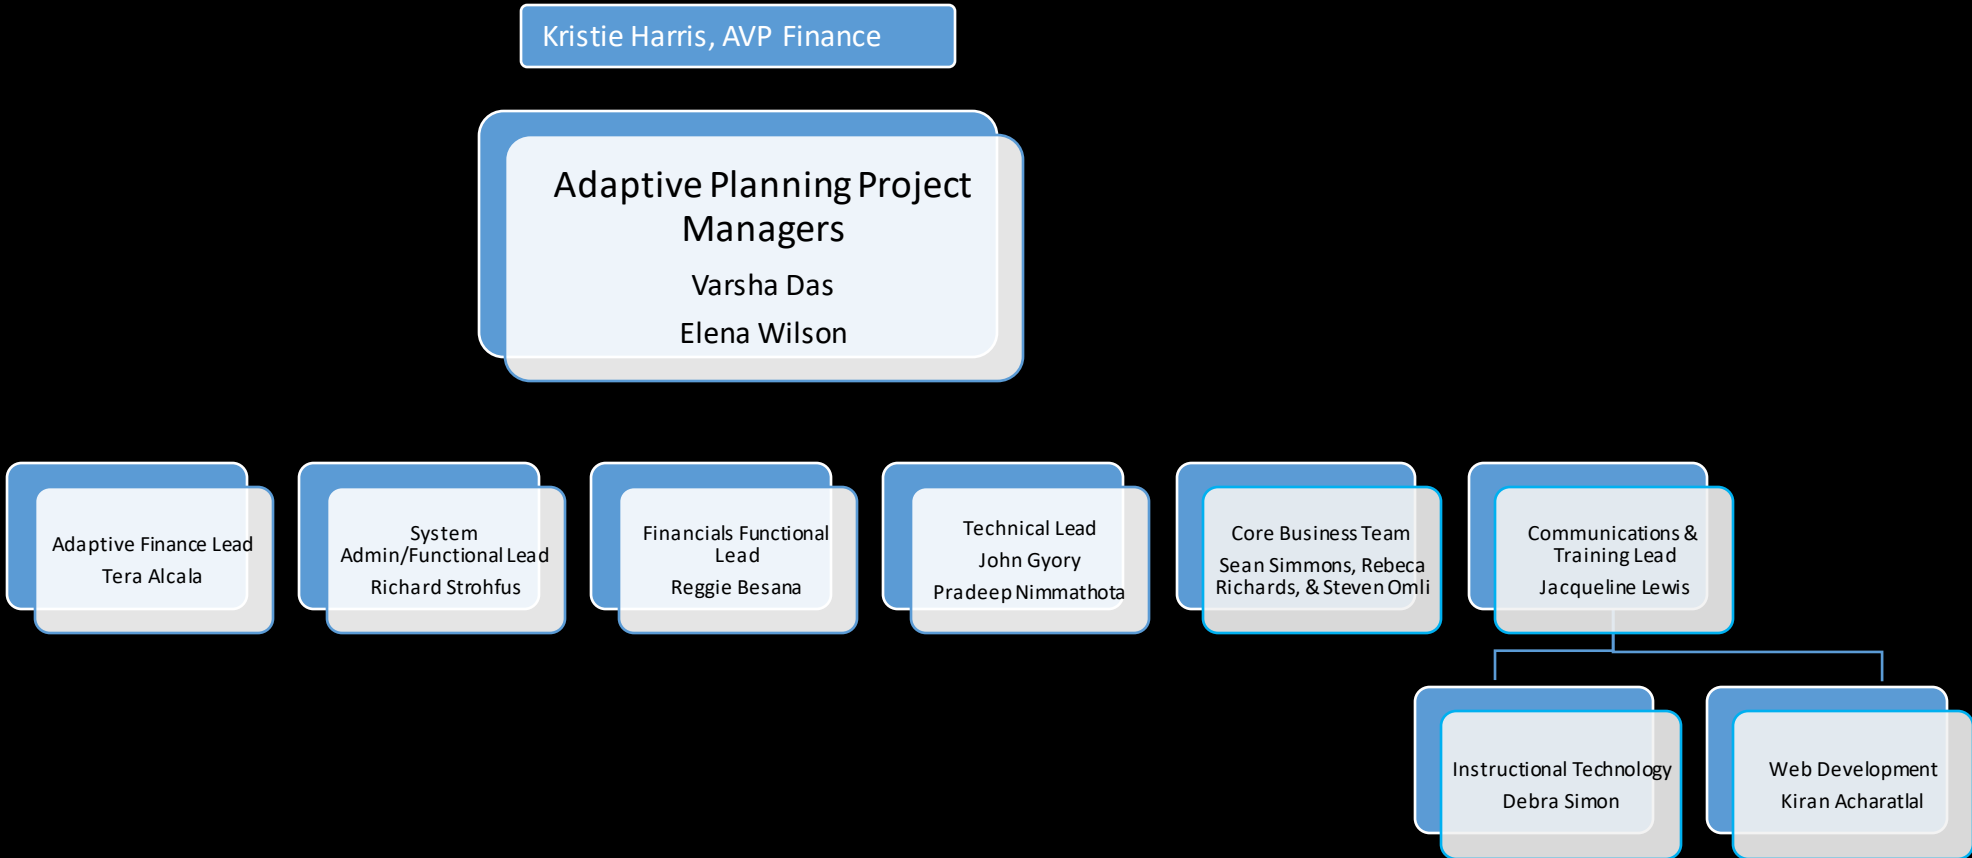 Kristie Harris, AVP Finance
Adaptive Planning Project
Managers
Varsha Das
Elena Wilson
Adaptive Finance Lead
Tera Alcala
System
Admin/Functional Lead
Richard Strohfus
Financials Functional
Lead
Reggie Besana
Technical Lead
John Gyory
Pradeep Nimmathota
Core Business Team
Sean Simmons, Rebeca
Richards, & Steven Omli
Communications &
Training Lead
Jacqueline Lewis
Instructional Technology
Debra Simon
Web Development
Kiran Acharatlal